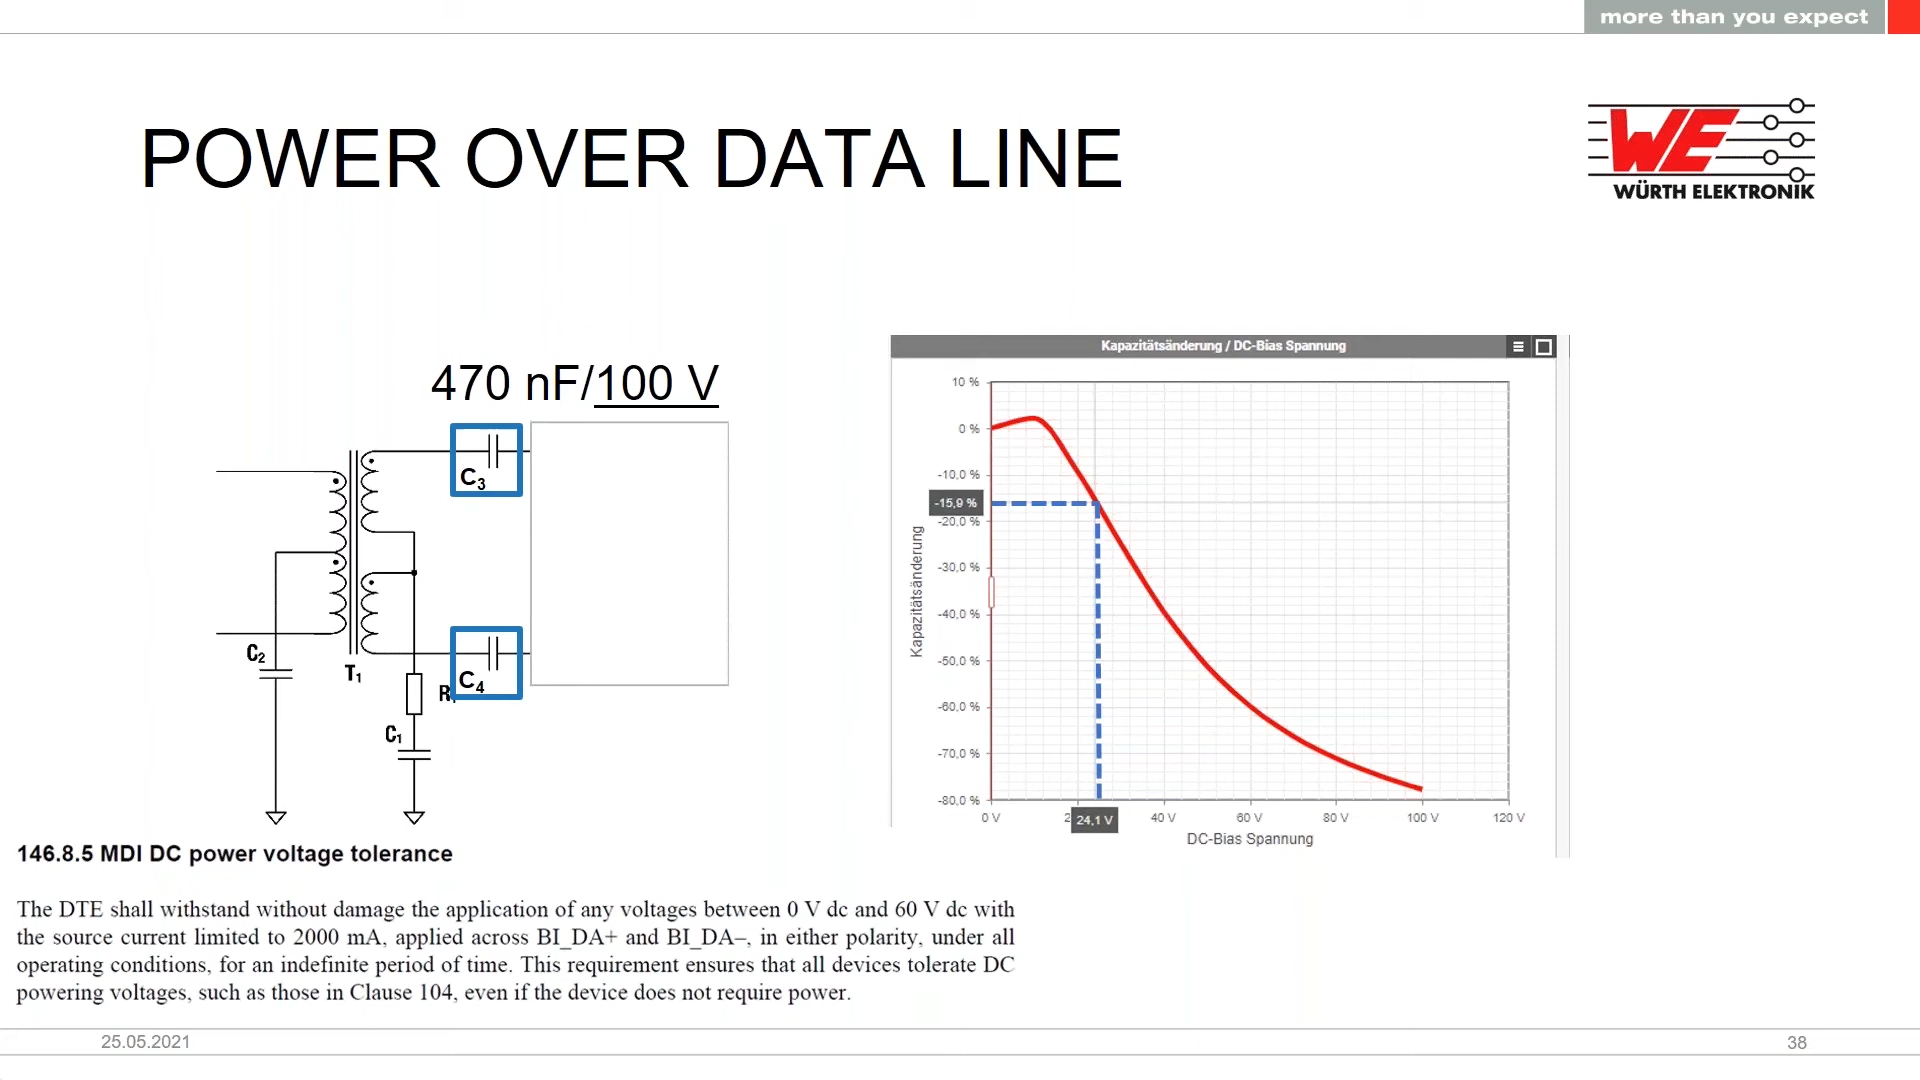 more than you expect
POWER OVER DATA LINE
WE
WÜRTH ELEKTRONIK
470 nF/100 V
C3
C2
T1
C4
C1
Kapazitätsänderung / DC-Bias Spannung
10 %
0 %
-10,0 %
-15,9 %
-20,0 %
-30,0 %
-40,0 %
-50,0 %
-60,0 %
-70,0 %
-80,0 %
Kapazitätsänderung
0 V
24,1 V
40 V
60 V
80 V
100 V
120 V
DC-Bias Spannung
146.8.5 MDI DC power voltage tolerance
The DTE shall withstand without damage the application of any voltages between 0 V dc and 60 V dc with
the source current limited to 2000 mA, applied across BI_DA+ and BI_DA–, in either polarity, under all
operating conditions, for an indefinite period of time. This requirement ensures that all devices tolerate DC
powering voltages, such as those in Clause 104, even if the device does not require power.
25.05.2021
38